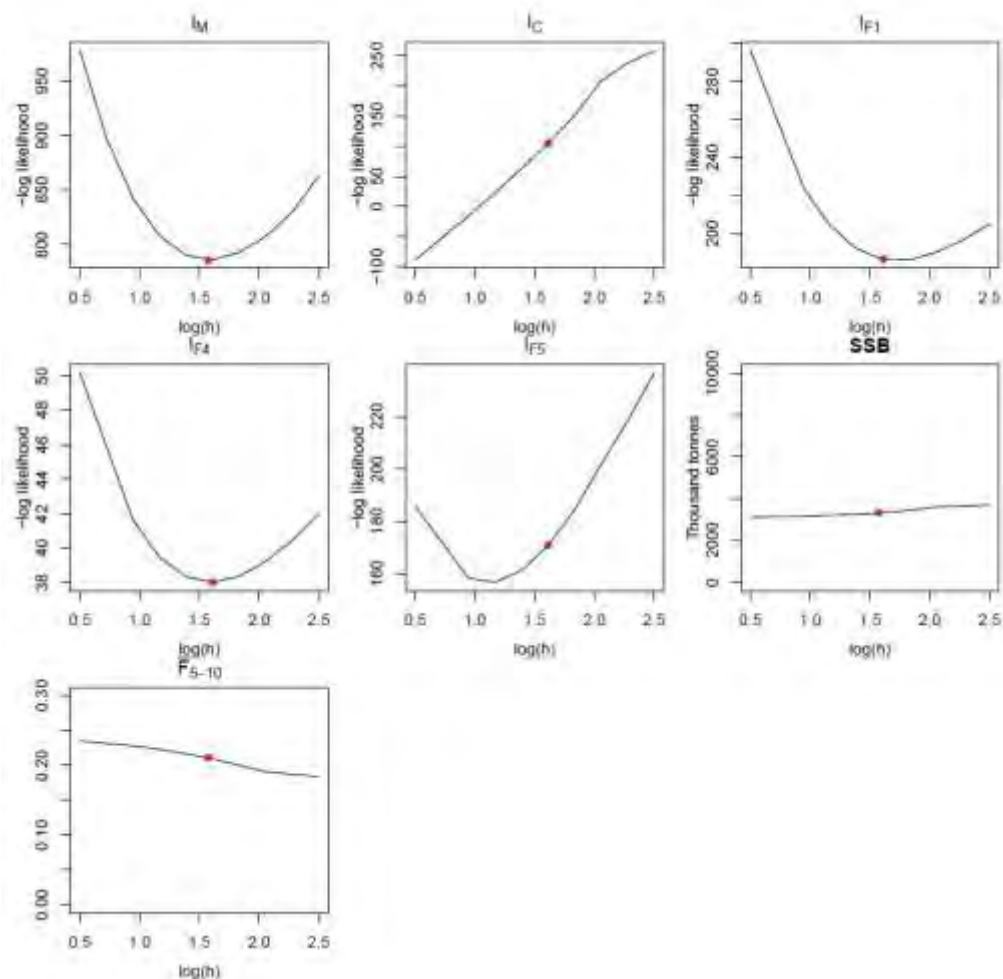 l_M
l_C
l_F1
−log likelihood
800 850 900 950
0.5 1.0 1.5 2.0 2.5
log(h)
−log likelihood
−100 0 50 150 250
0.5 1.0 1.5 2.0 2.5
log(h)
−log likelihood
200 240 280
0.5 1.0 1.5 2.0 2.5
log(h)
l_F4
l_F5
SSB
−log likelihood
38 40 42 44 46 48 50
0.5 1.0 1.5 2.0 2.5
log(h)
−log likelihood
160 180 200 220
0.5 1.0 1.5 2.0 2.5
log(h)
Thousand tonnes
0 2000 6000 10000
0.5 1.0 1.5 2.0 2.5
log(h)
F̄_5−10
0.00 0.10 0.20 0.30
0.5 1.0 1.5 2.0 2.5
log(h)